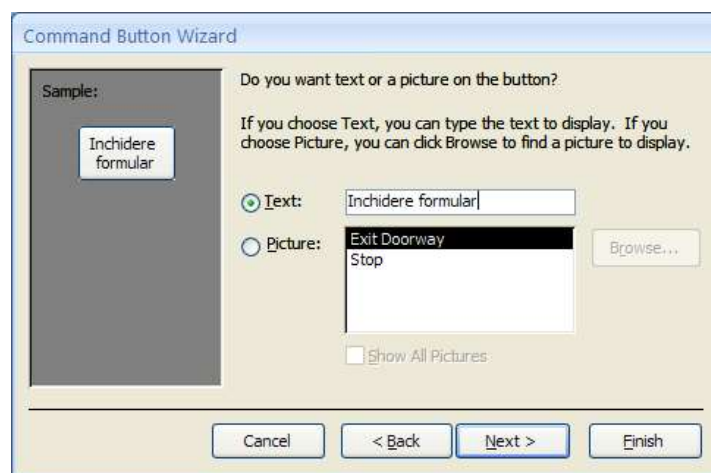 Command Button Wizard
Sample:
Inchidere
formular
Do you want text or a picture on the button?
If you choose Text, you can type the text to display. If you
choose Picture, you can click Browse to find a picture to display.
Text:
Inchidere formular
Picture:
Exit Doorway
Stop
Browse...
Show All Pictures
Cancel
< Back
Next >
Finish